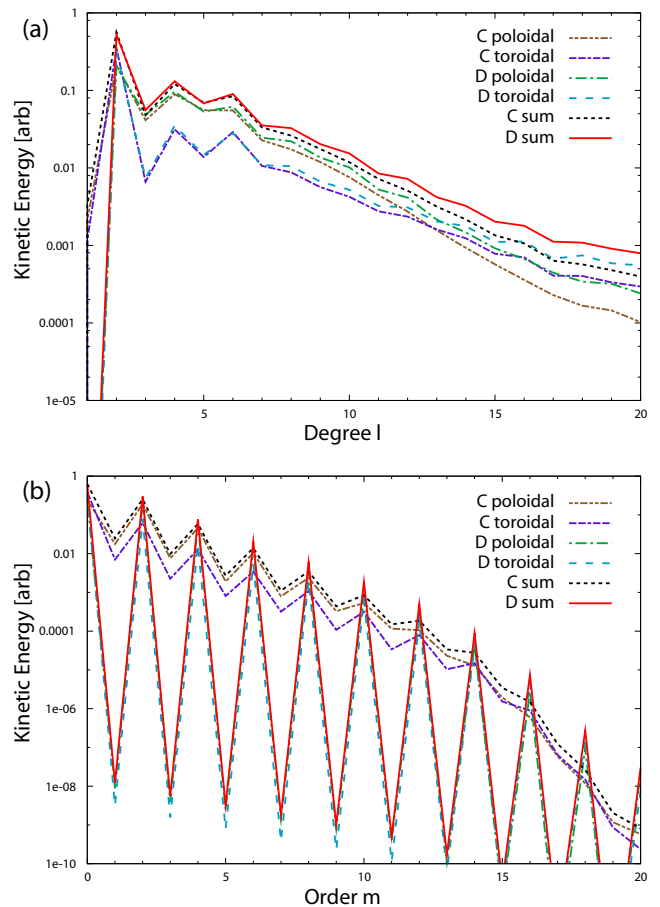 (a)
Kinetic Energy [arb]
1
0.1
0.01
0.001
0.0001
1e-05
C poloidal
C toroidal
D poloidal
D toroidal
C sum
D sum
5
10
15
20
Degree l
(b)
Kinetic Energy [arb]
1
0.01
0.0001
1e-06
1e-08
1e-10
C poloidal
C toroidal
D poloidal
D toroidal
C sum
D sum
0
5
10
15
20
Order m